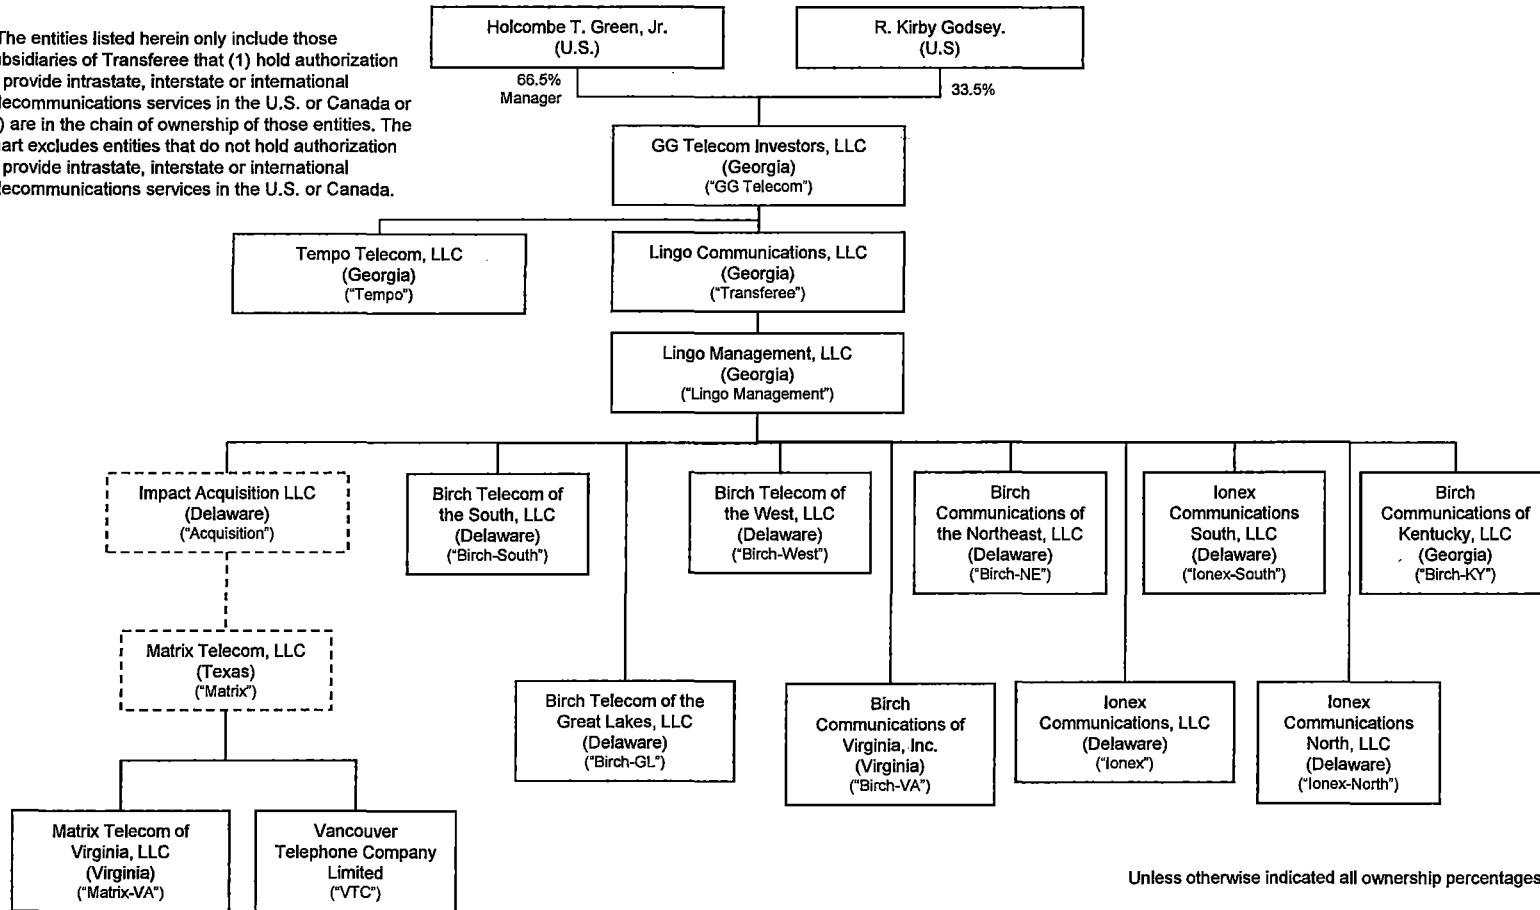 The entities listed herein only include those
bsidiaries of Transferee that (1) hold authorization
provide intrastate, interstate or international
lecommunications services in the U.S. or Canada or
) are in the chain of ownership of those entities. The
art excludes entities that do not hold authorization
provide intrastate, interstate or international
lecommunications services in the U.S. or Canada.
Holcombe T. Green, Jr.
(U.S.)
R. Kirby Godsey.
(U.S)
66.5%
Manager
33.5%
GG Telecom Investors, LLC
(Georgia)
("GG Telecom")
Tempo Telecom, LLC
(Georgia)
("Tempo")
Lingo Communications, LLC
(Georgia)
("Transferee")
Lingo Management, LLC
(Georgia)
("Lingo Management")
Impact Acquisition LLC
(Delaware)
("Acquisition")
Birch Telecom of
the South, LLC
(Delaware)
("Birch-South")
Birch Telecom of
the West, LLC
(Delaware)
("Birch-West")
Birch
Communications of
the Northeast, LLC
(Delaware)
("Birch-NE")
Ionex
Communications
South, LLC
(Delaware)
("Ionex-South")
Birch
Communications of
Kentucky, LLC
(Georgia)
("Birch-KY")
Matrix Telecom, LLC
(Texas)
("Matrix")
Birch Telecom of the
Great Lakes, LLC
(Delaware)
("Birch-GL")
Birch
Communications of
Virginia, Inc.
(Virginia)
("Birch-VA")
Ionex
Communications, LLC
(Delaware)
("Ionex")
Ionex
Communications
North, LLC
(Delaware)
("Ionex-North")
Matrix Telecom of
Virginia, LLC
(Virginia)
("Matrix-VA")
Vancouver
Telephone Company
Limited
("VTC")
Unless otherwise indicated all ownership percentages